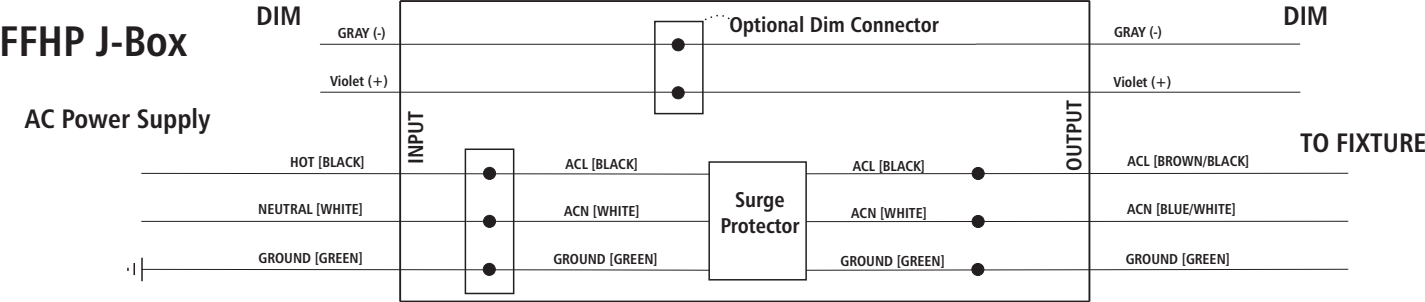 FFHP J-Box
DIM
GRAY (-)
Violet (+)
Optional Dim Connector
DIM
GRAY (-)
Violet (+)
AC Power Supply
INPUT
OUTPUT
TO FIXTURE
HOT [BLACK]
ACL [BLACK]
ACL [BLACK]
ACL [BROWN/BLACK]
NEUTRAL [WHITE]
ACN [WHITE]
Surge
Protector
ACN [WHITE]
ACN [BLUE/WHITE]
GROUND [GREEN]
GROUND [GREEN]
GROUND [GREEN]
GROUND [GREEN]